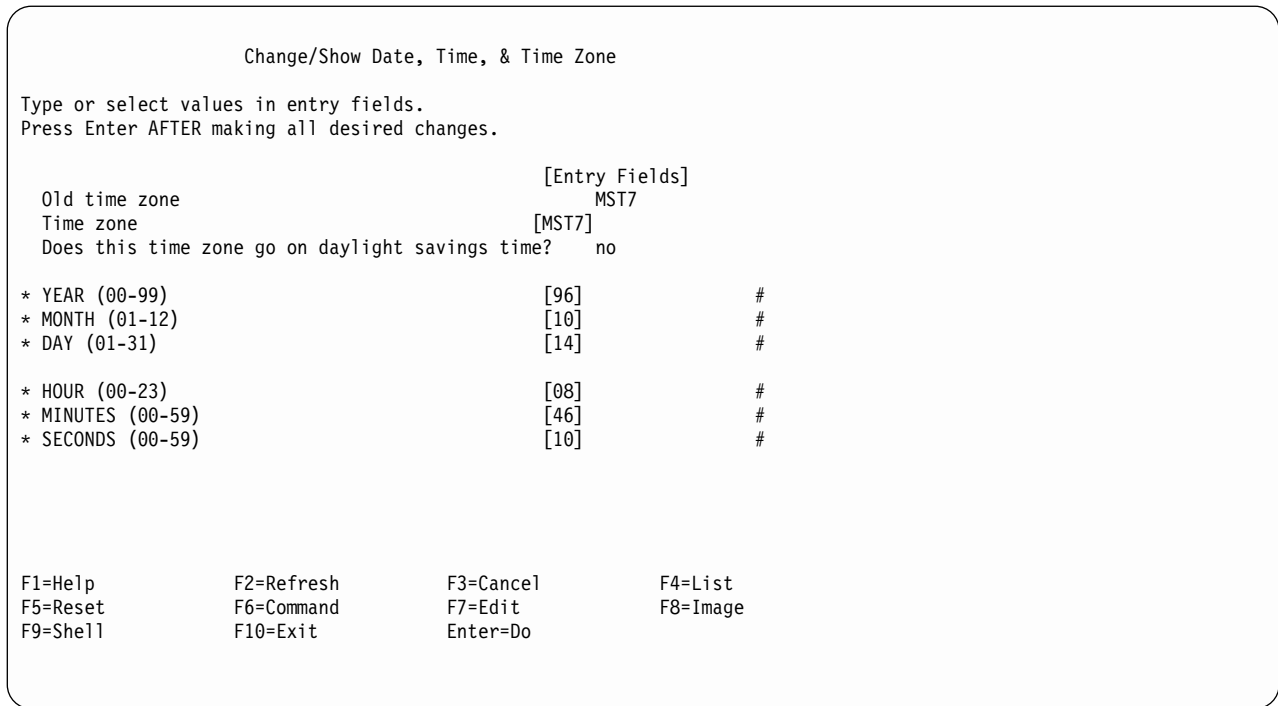 Change/Show Date, Time, & Time Zone
Type or select values in entry fields.
Press Enter AFTER making all desired changes.
[Entry Fields]
Old time zone MST7
Time zone [MST7]
Does this time zone go on daylight savings time? no
* YEAR (00-99) [96] #
* MONTH (01-12) [10] #
* DAY (01-31) [14] #
* HOUR (00-23) [08] #
* MINUTES (00-59) [46] #
* SECONDS (00-59) [10] #
F1=Help F2=Refresh F3=Cancel F4=List
F5=Reset F6=Command F7=Edit F8=Image
F9=Shell F10=Exit Enter=Do